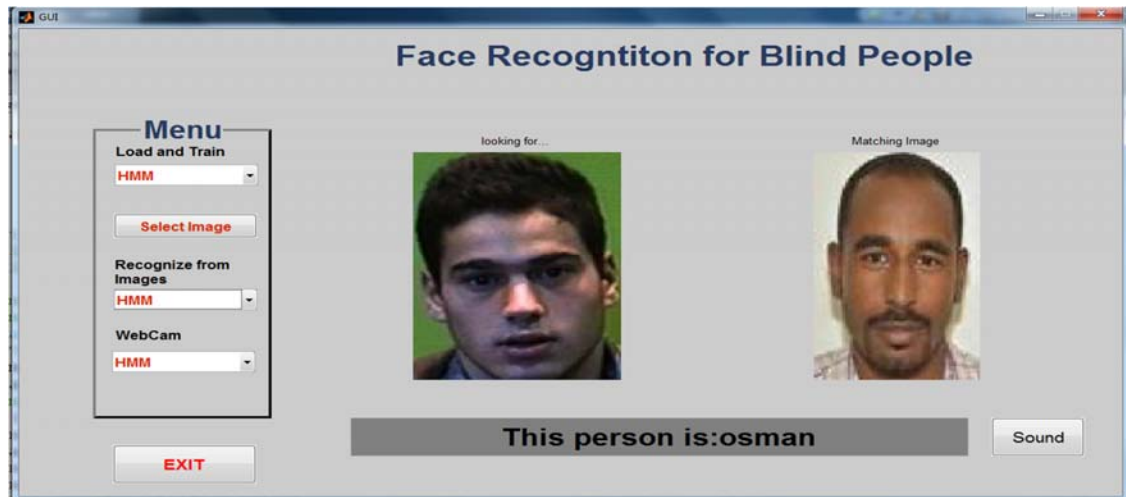 GUI
Face Recogntiton for Blind People
Menu
Load and Train
HMM
Select Image
Recognize from
Images
HMM
WebCam
HMM
EXIT
looking for...
Matching Image
This person is:osman
Sound